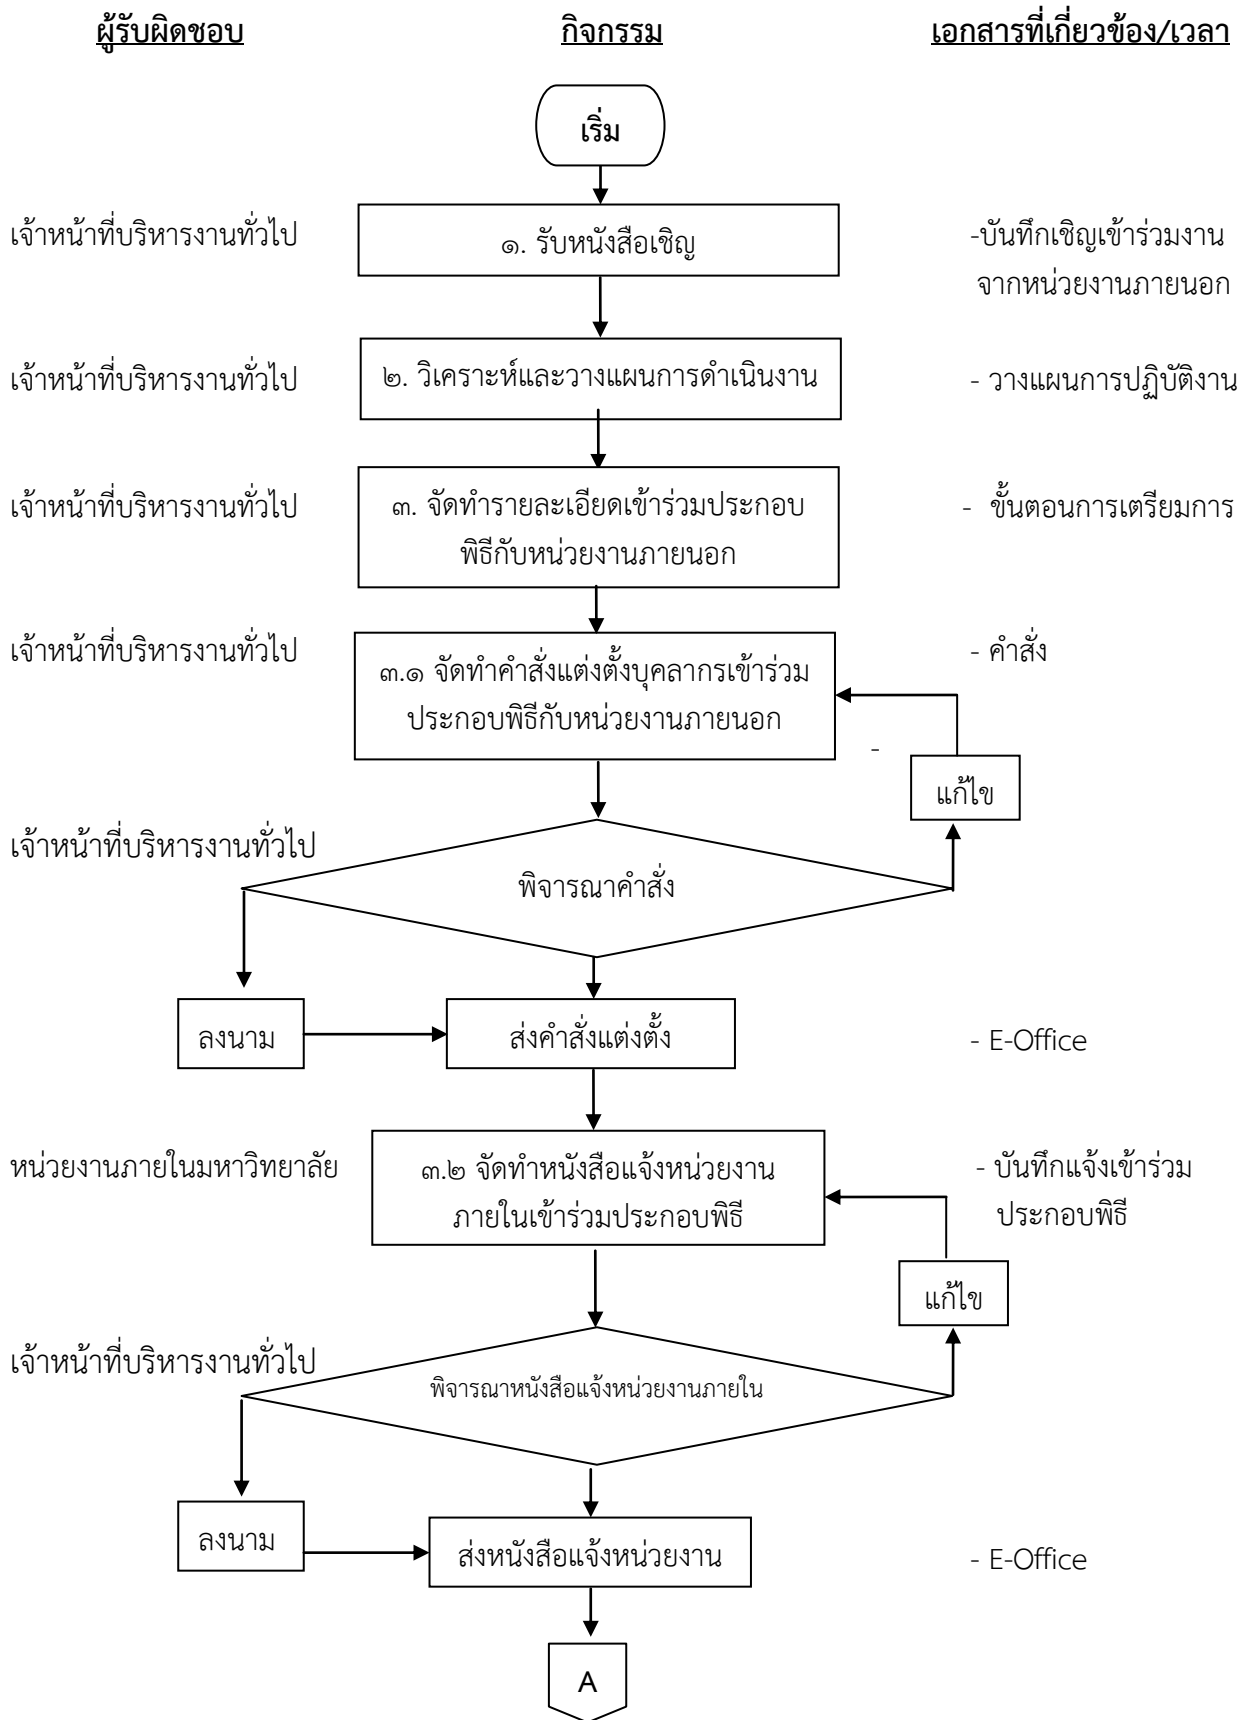 ผู้รับผิดชอบ กิจกรรม เอกสารที่เกี่ยวข้อง/เวลา
เริ่ม
เจ้าหน้าที่บริหารงานทั่วไป
๑. รับหนังสือเชิญ
-บันทึกเชิญเข้าร่วมงาน
จากหน่วยงานภายนอก
เจ้าหน้าที่บริหารงานทั่วไป
๒. วิเคราะห์และวางแผนการดำเนินงาน
- วางแผนการปฏิบัติงาน
เจ้าหน้าที่บริหารงานทั่วไป
๓. จัดทำรายละเอียดเข้าร่วมประกอบ
พิธีกับหน่วยงานภายนอก
- ขั้นตอนการเตรียมการ
เจ้าหน้าที่บริหารงานทั่วไป
๓.๑ จัดทำคำสั่งแต่งตั้งบุคลากรเข้าร่วม
ประกอบพิธีกับหน่วยงานภายนอก
- คำสั่ง
-
แก้ไข
เจ้าหน้าที่บริหารงานทั่วไป
พิจารณาคำสั่ง
ลงนาม
ส่งคำสั่งแต่งตั้ง
- E-Office
หน่วยงานภายในมหาวิทยาลัย
๓.๒ จัดทำหนังสือแจ้งหน่วยงาน
ภายในเข้าร่วมประกอบพิธี
- บันทึกแจ้งเข้าร่วม
ประกอบพิธี
แก้ไข
เจ้าหน้าที่บริหารงานทั่วไป
พิจารณาหนังสือแจ้งหน่วยงานภายใน
ลงนาม
ส่งหนังสือแจ้งหน่วยงาน
- E-Office
A